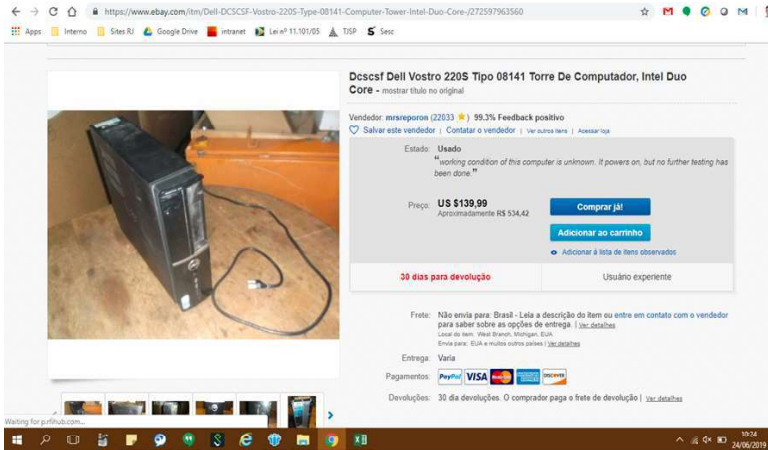 https://www.ebay.com/itm/Dell-DCSCSF-Vostro-220S-Type-08141-Computer-Tower-Intel-Duo-Core-/272597963560
Apps Interno Sites RJ Google Drive intranet Lei nº 11.101/05 TJSP Sesc
Dcscsf Dell Vostro 220S Tipo 08141 Torre De Computador, Intel Duo
Core - mostrar título no original
Vendedor: mrsreporon (22033 ) 99.3% Feedback positivo
Salvar este vendedor | Contatar o vendedor | Ver outros itens | Acessar loja
Estado: Usado
“working condition of this computer is unknown. It powers on, but no further testing has
been done.”
Preço: US $139,99
Aproximadamente R$ 534,42
Comprar já!
Adicionar ao carrinho
Adicionar à lista de itens observados
30 dias para devolução
Usuário experiente
Frete: Não envia para: Brasil - Leia a descrição do item ou entre em contato com o vendedor
para saber sobre as opções de entrega. | Ver detalhes
Local do item: West Branch, Michigan, EUA
Envia para: EUA e muitos outros países | Ver detalhes
Entrega: Varia
Pagamentos: PayPal VISA DISCOVER
Devoluções: 30 dia devoluções. O comprador paga o frete de devolução | Ver detalhes
Waiting for p.rfihub.com...
10:24
24/06/2019